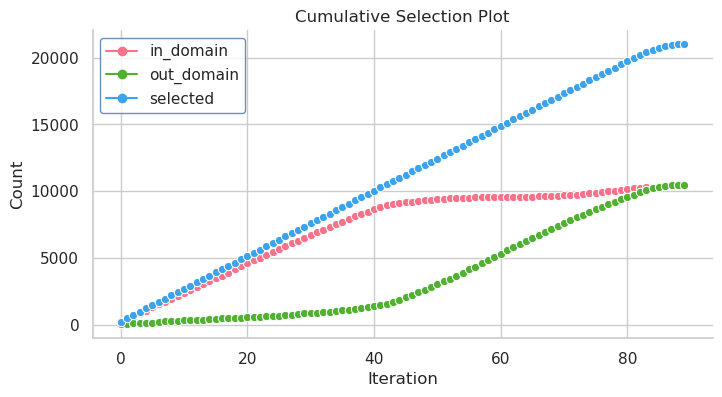 Cumulative Selection Plot
in_domain
out_domain
selected
20000
15000
10000
5000
0
Count
0 20 40 60 80
Iteration